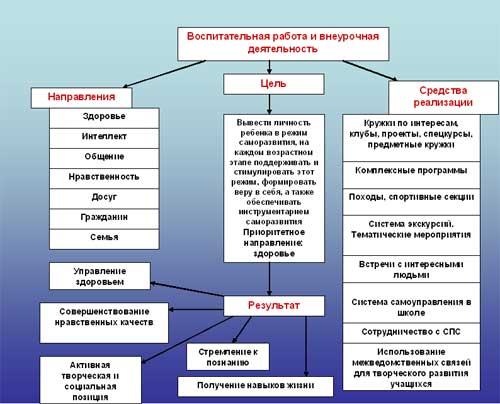 Воспитательная работа и внеурочная
деятельность
Направления
Здоровье
Интеллект
Общение
Нравственность
Досуг
Гражданин
Семья
Цель
Вывести личность
ребенка в режим
саморазвития, на
каждом возрастном
этапе поддерживать и
стимулировать этот
режим, формировать
веру в себя, а также
обеспечивать
инструментарием
саморазвития
Приоритетное
направление:
здоровье
Средства
реализации
Кружки по интересам,
клубы, проекты, спецкурсы,
предметные кружки
Комплексные программы
Походы, спортивные секции
Система экскурсий,
Тематические мероприятия
Встречи с интересными
людьми
Система самоуправления в
школе
Сотрудничество с СПС
Использование
межведомственных связей
для творческого развития
учащихся
Результат
Управление
здоровьем
Совершенствование
нравственных качеств
Активная
творческая и
социальная
позиция
Стремление к
познанию
Получение навыков жизни